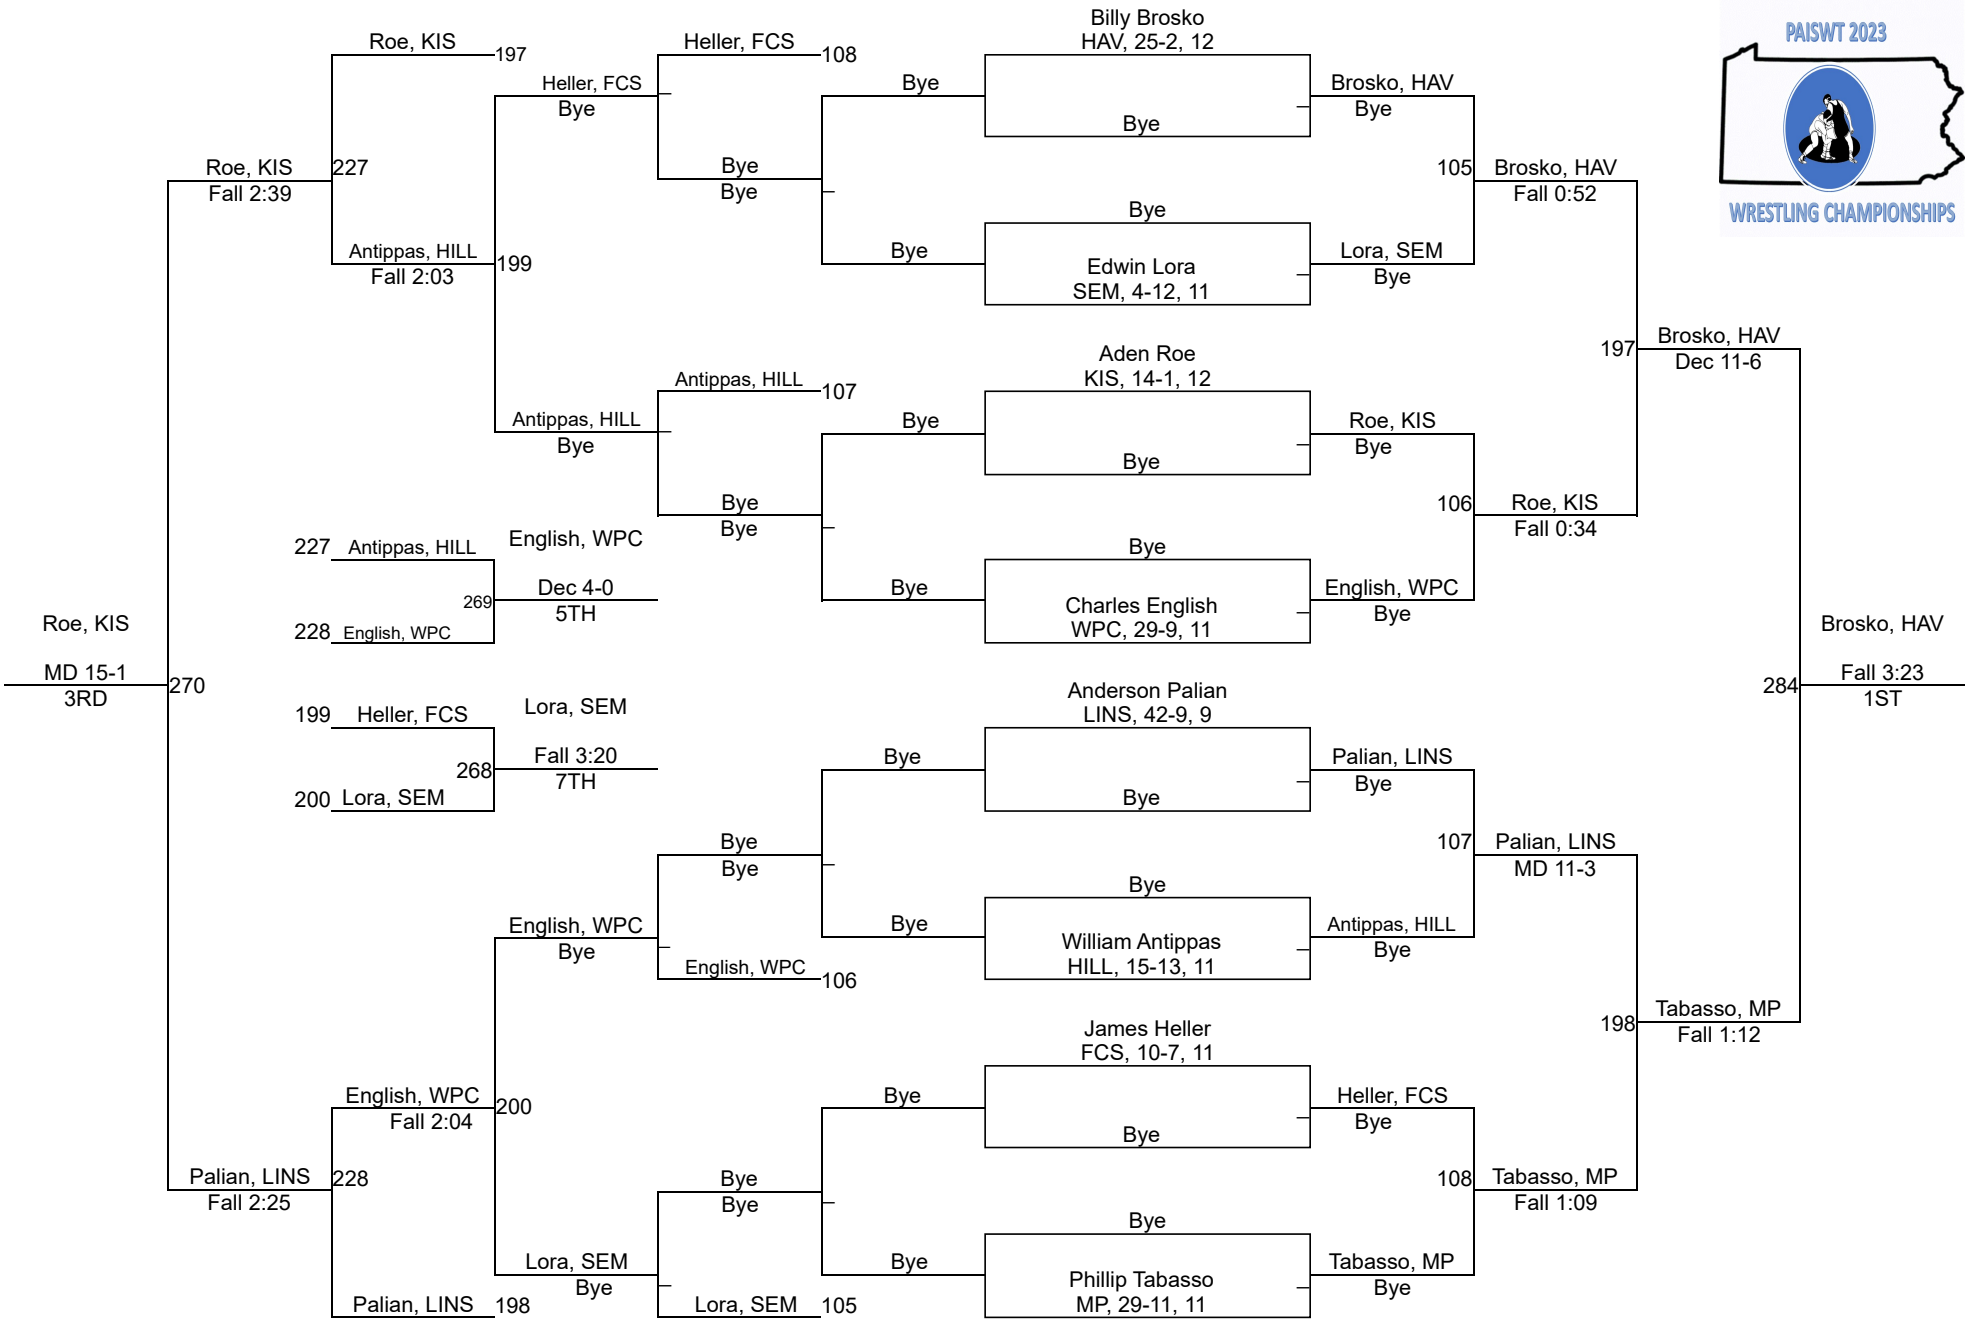 Billy Brosko
PAISWT 2023
Roe, KIS
Heller, FCS
HAV, 25-2, 12
197
108
Heller, FCS
Bye
Brosko, HAV
Bye
Bye
Bye
Roe, KIS
227
Bye
105
Brosko, HAV
Fall 2:39
Bye
Fall 0:52
Bye
WRESTLING CHAMPIONSHIPS
Antippas, HILL
199
Bye
Edwin Lora
Lora, SEM
Fall 2:03
SEM, 4-12, 11
Bye
Aden Roe
197
Brosko, HAV
Antippas, HILL
107
KIS, 14-1, 12
Dec 11-6
Antippas, HILL
Bye
Roe, KIS
Bye
Bye
Bye
Bye
106
Roe, KIS
Bye
Fall 0:34
227
Antippas, HILL
English, WPC
Bye
269
Dec 4-0
Bye
English, WPC
5TH
Charles English
Bye
228
English, WPC
WPC, 29-9, 11
Roe, KIS
Brosko, HAV
MD 15-1
270
284
Fall 3:23
3RD
1ST
Anderson Palian
199
Heller, FCS
Lora, SEM
LINS, 42-9, 9
268
Fall 3:20
Bye
Palian, LINS
7TH
Bye
200
Lora, SEM
Bye
Bye
107
Palian, LINS
Bye
MD 11-3
Bye
English, WPC
Bye
William Antippas
Antippas, HILL
Bye
HILL, 15-13, 11
Bye
English, WPC
106
198
Tabasso, MP
James Heller
Fall 1:12
FCS, 10-7, 11
English, WPC
200
Bye
Heller, FCS
Fall 2:04
Bye
Bye
Palian, LINS
228
Bye
108
Tabasso, MP
Fall 2:25
Bye
Fall 1:09
Bye
Lora, SEM
Bye
Phillip Tabasso
Tabasso, MP
Bye
MP, 29-11, 11
Bye
Palian, LINS
198
Lora, SEM
105